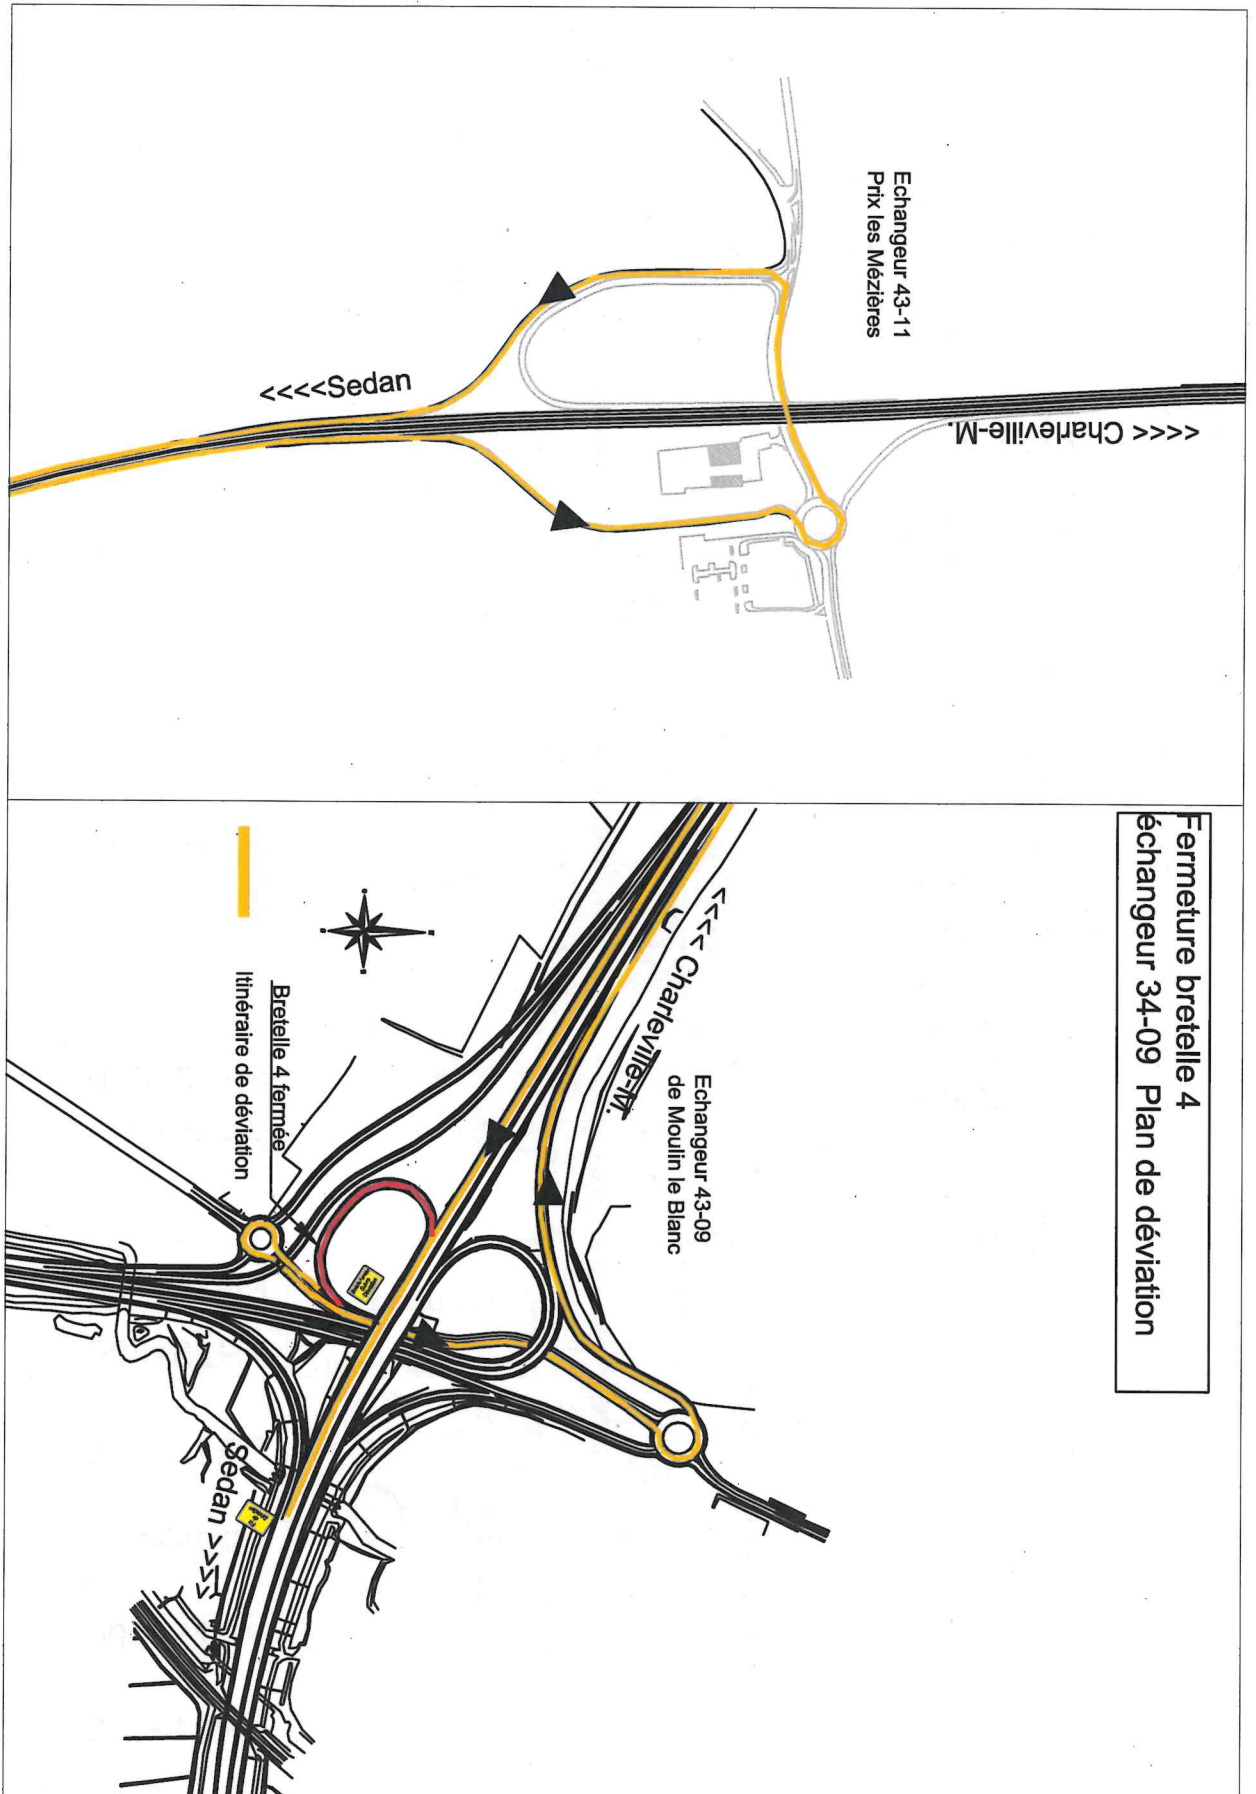 Fermeture bretelle 4
échangeur 34-09 Plan de déviation
Echangeur 43-11
Prix les Mézières
<<<<Sedan
<<< Charleville-M.
<<<< Charleville-M.
Echangeur 43-09
de Moulin le Blanc
Bretelle 4 fermée
Itinéraire de déviation
Sedan >>>>